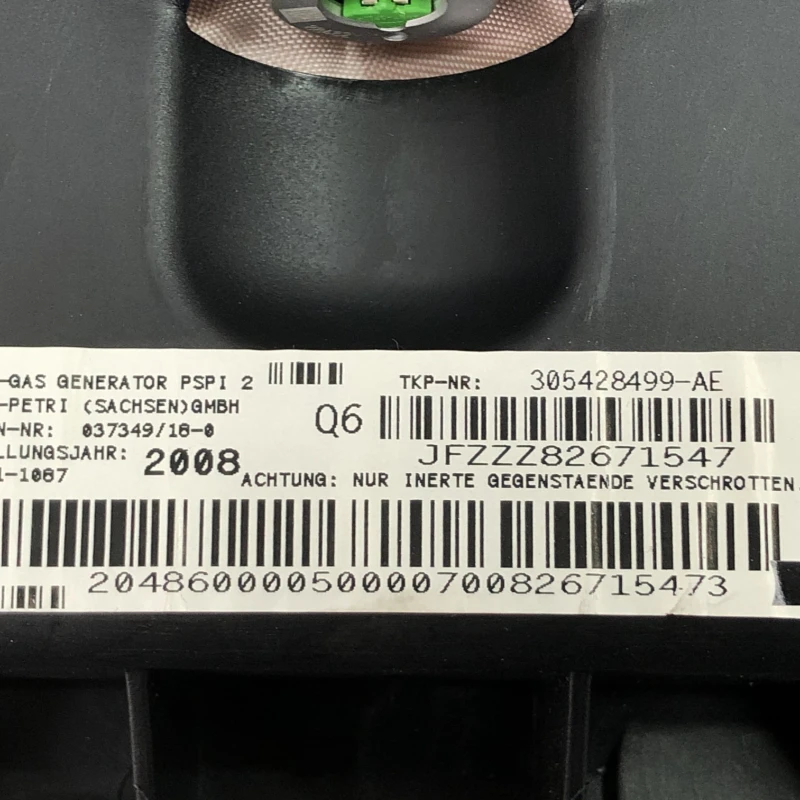 -GAS GENERATOR PSPI 2
TKP-NR: 305428499-AE
-PETRI (SACHSEN)GMBH
Q6
N-NR: 037349/18-0
JFZZZ82671547
LLUNGSJAHR: 2008
1-1087
ACHTUNG: NUR INERTE GEGENSTAENDE VERSCHROTTEN
20486000050000700826715473